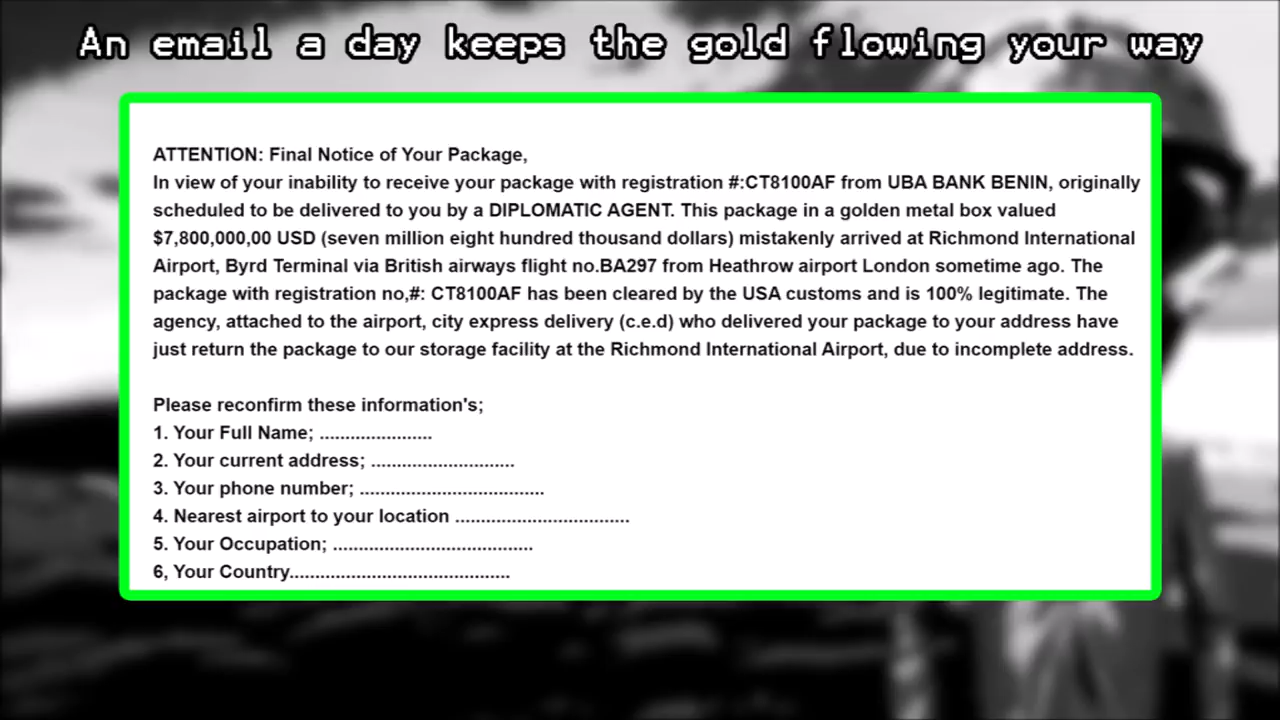 An email a day keeps the gold flowing your way
ATTENTION: Final Notice of Your Package,
In view of your inability to receive your package with registration #:CT8100AF from UBA BANK BENIN, originally
scheduled to be delivered to you by a DIPLOMATIC AGENT. This package in a golden metal box valued
$7,800,000,00 USD (seven million eight hundred thousand dollars) mistakenly arrived at Richmond International
Airport, Byrd Terminal via British airways flight no.BA297 from Heathrow airport London sometime ago. The
package with registration no,#: CT8100AF has been cleared by the USA customs and is 100% legitimate. The
agency, attached to the airport, city express delivery (c.e.d) who delivered your package to your address have
just return the package to our storage facility at the Richmond International Airport, due to incomplete address.
Please reconfirm these information's;
1. Your Full Name; ......................
2. Your current address; ............................
3. Your phone number; ....................................
4. Nearest airport to your location ..................................
5. Your Occupation; .......................................
6, Your Country...........................................